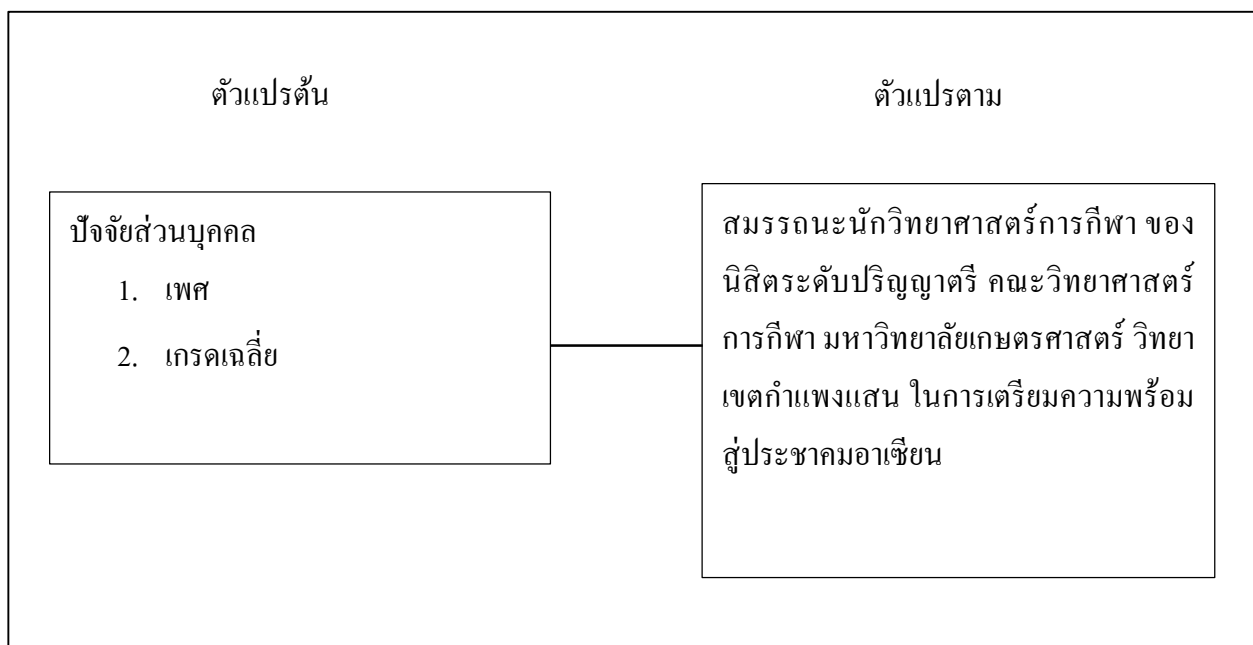 ตัวแปรต้น
ตัวแปรตาม
ปัจจัยส่วนบุคคล
1. เพศ
2. เกรดเฉลี่ย
สมรรถนะนักวิทยาศาสตร์การกีฬา ของ
นิสิตระดับปริญญาตรี คณะวิทยาศาสตร์
การกีฬา มหาวิทยาลัยเกษตรศาสตร์ วิทยา
เขตกำแพงแสน ในการเตรียมความพร้อม
สู่ประชาคมอาเซียน